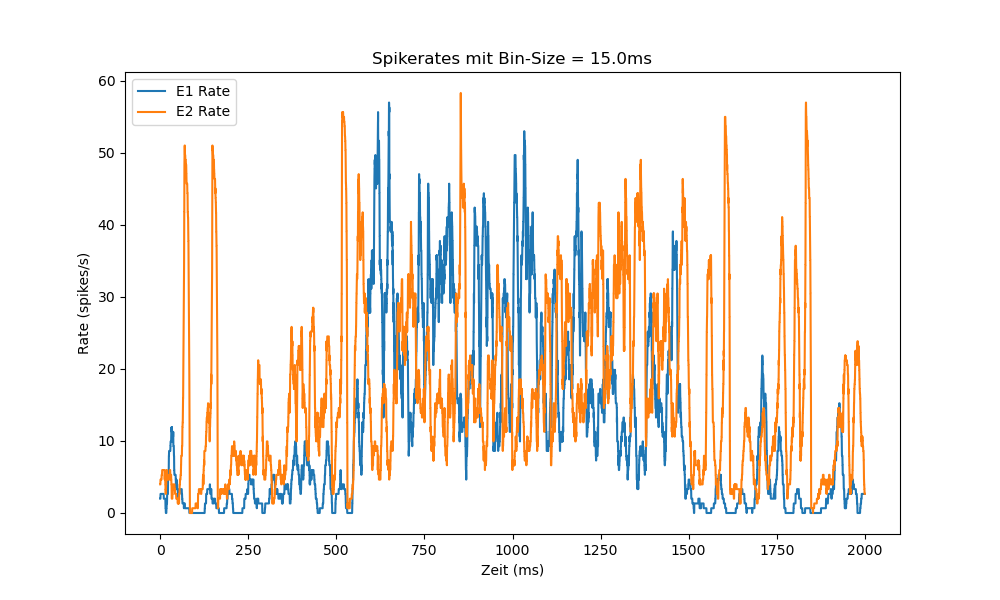 Spikerates mit Bin-Size = 15.0ms
E1 Rate
E2 Rate
Rate (spikes/s)
60
50
40
30
20
10
0
0 250 500 750 1000 1250 1500 1750 2000
Zeit (ms)